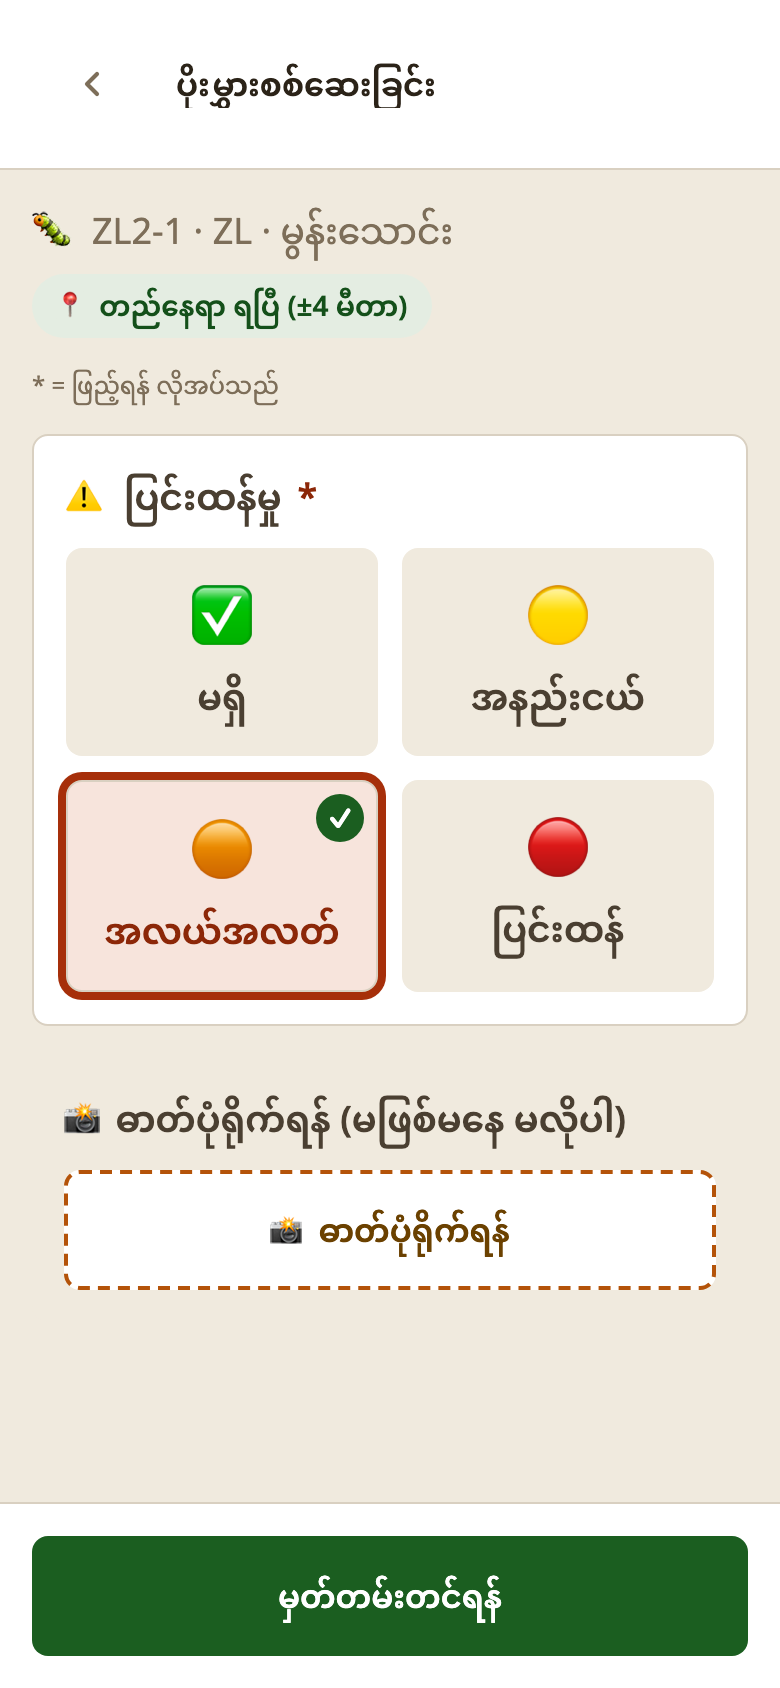 ပိုးမွှားစစ်ဆေးခြင်း
ZL2-1 · ZL · မွန်းသောင်း
တည်နေရာ ရပြီ (±4 မီတာ)
* = ဖြည့်ရန် လိုအပ်သည်
ပြင်းထန်မှု *
မရှိ
အနည်းငယ်
အလယ်အလတ်
ပြင်းထန်
ဓာတ်ပုံရိုက်ရန် (မဖြစ်မနေ မလိုပါ)
ဓာတ်ပုံရိုက်ရန်
မှတ်တမ်းတင်ရန်